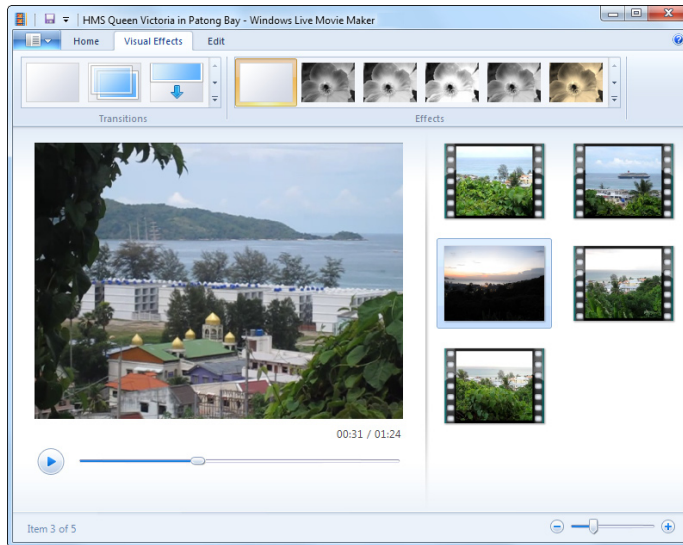 HMS Queen Victoria in Patong Bay - Windows Live Movie Maker
Home Visual Effects Edit
Transitions Effects
00:31 / 01:24
Item 3 of 5